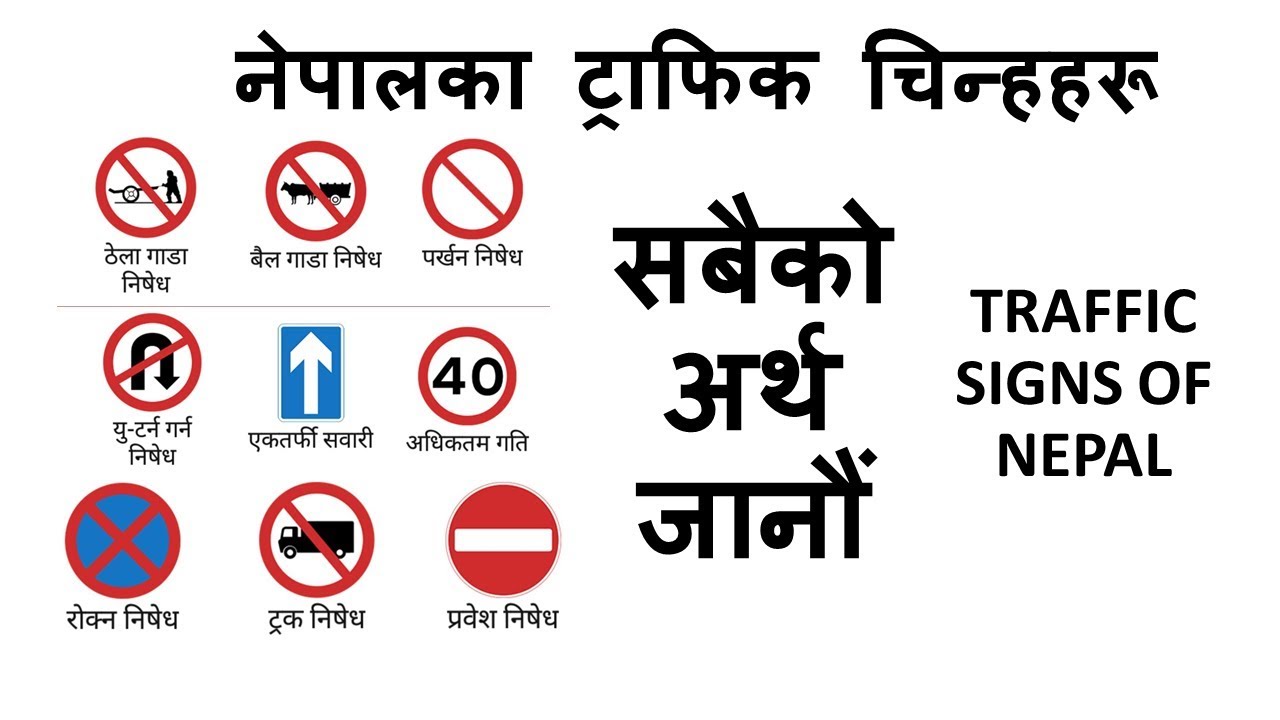 नेपालका ट्राफिक चिन्हहरू
ठेला गाडा
निषेध
बैल गाडा निषेध
पर्खन निषेध
यु-टर्न गर्न
निषेध
एकतर्फी सवारी
40
अधिकतम गति
रोक्न निषेध
ट्रक निषेध
प्रवेश निषेध
सबैको
अर्थ
जानौं
TRAFFIC
SIGNS OF
NEPAL